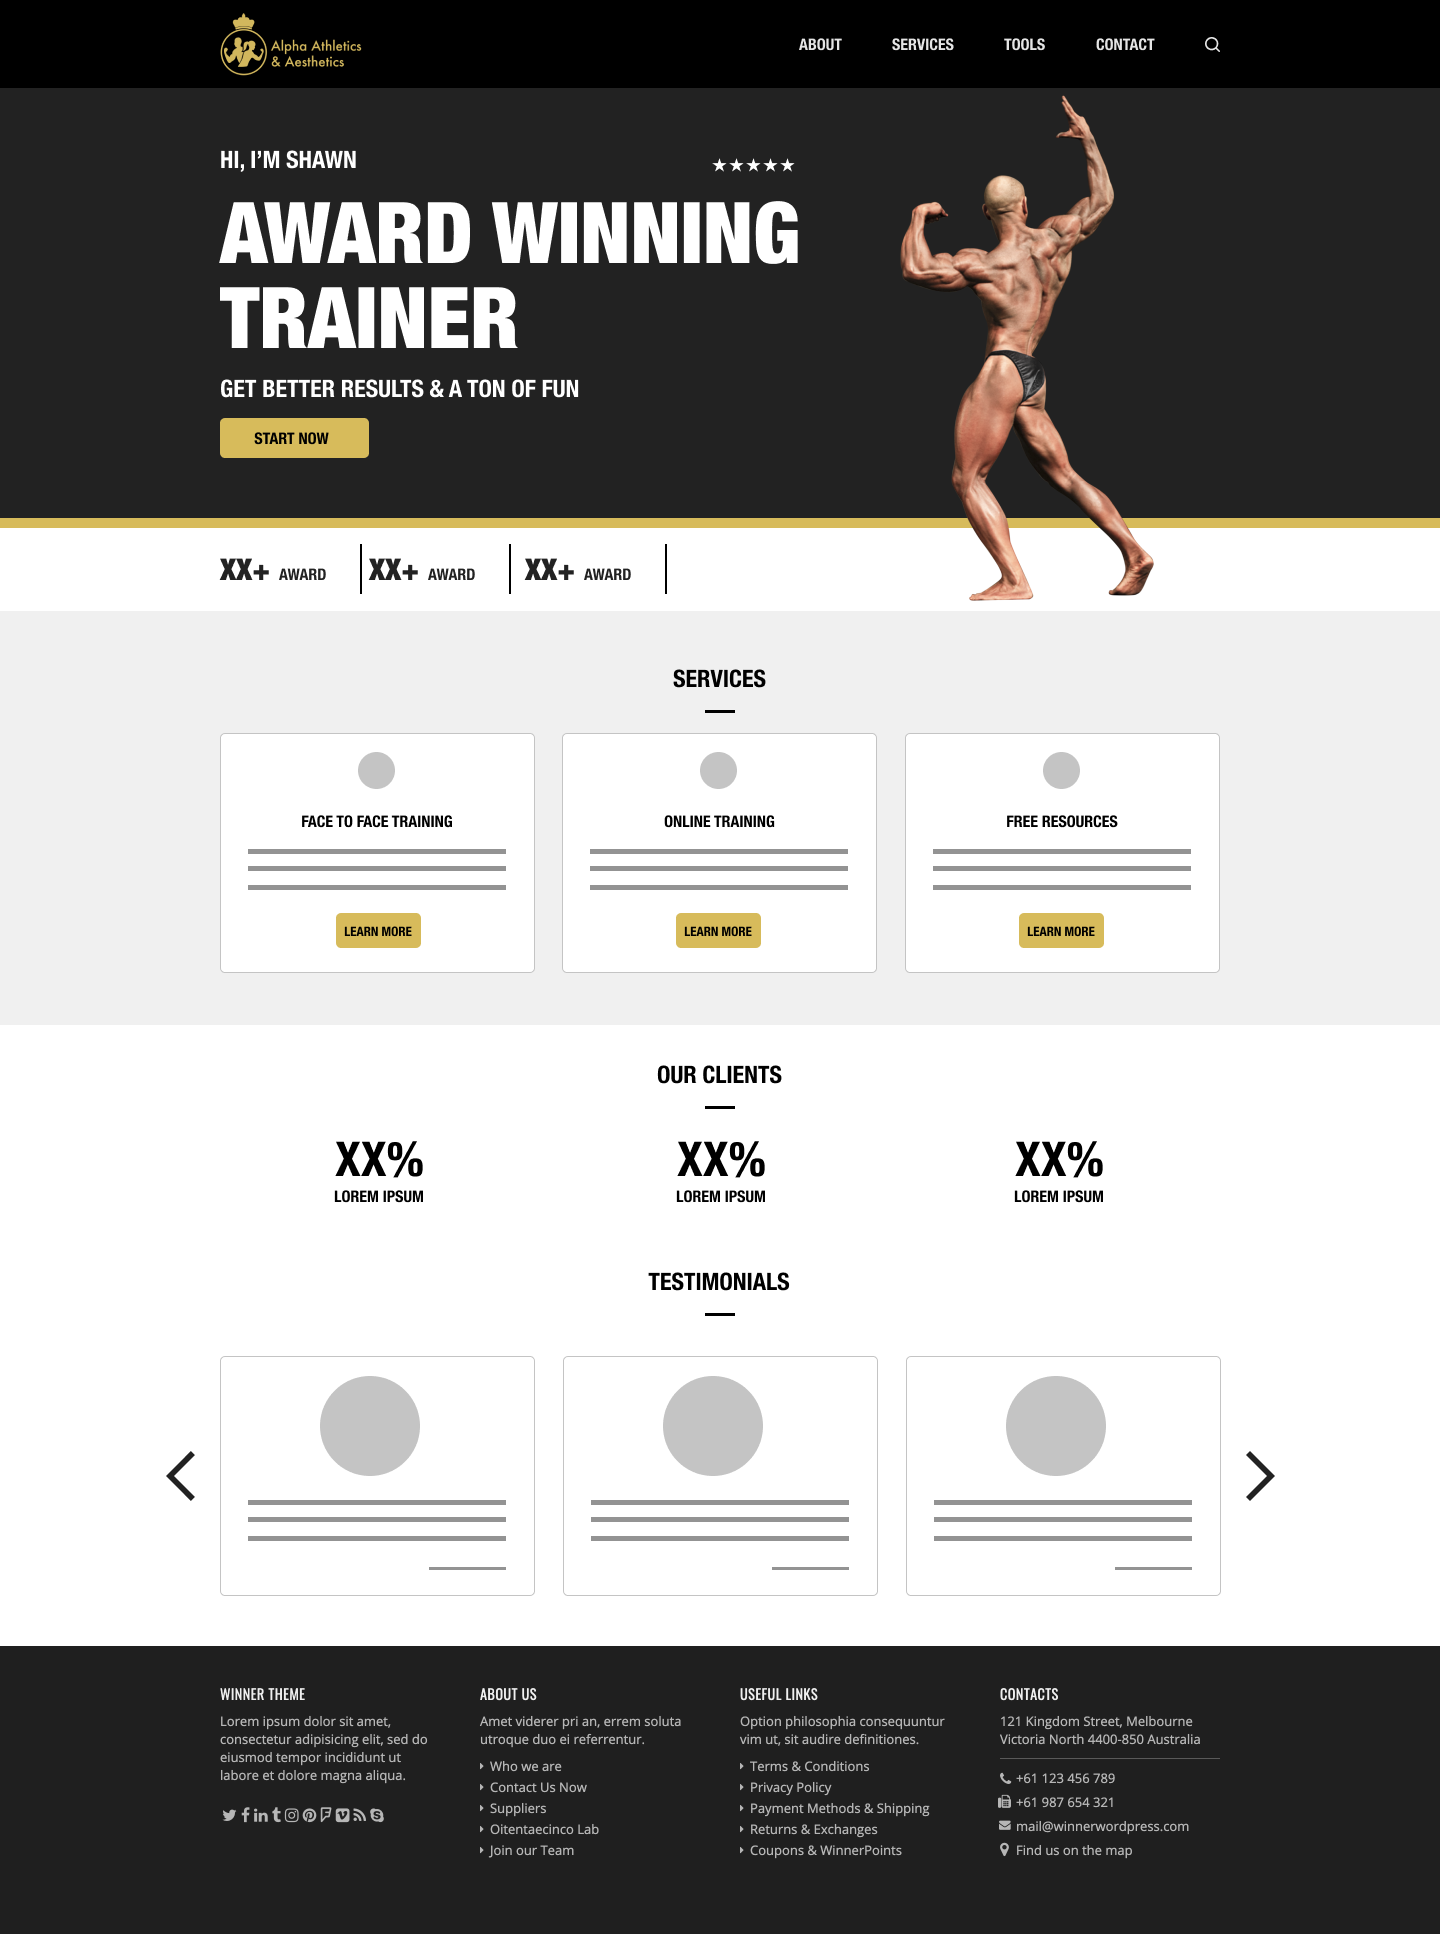 Alpha Athletics
& Aesthetics
ABOUT
SERVICES
TOOLS
CONTACT
HI, I'M SHAWN
★★★★★
AWARD WINNING
TRAINER
GET BETTER RESULTS & A TON OF FUN
START NOW
XX+ AWARD
XX+ AWARD
XX+ AWARD
SERVICES
FACE TO FACE TRAINING
LEARN MORE
ONLINE TRAINING
LEARN MORE
FREE RESOURCES
LEARN MORE
OUR CLIENTS
XX%
LOREM IPSUM
XX%
LOREM IPSUM
XX%
LOREM IPSUM
TESTIMONIALS
WINNER THEME
Lorem ipsum dolor sit amet,
consectetur adipisicing elit, sed do
eiusmod tempor incididunt ut
labore et dolore magna aliqua.
ABOUT US
Amet viderer pri an, errem soluta
utroque duo ei referrentur.
Who we are
Contact Us Now
Suppliers
Oitentaecinco Lab
Join our Team
USEFUL LINKS
Option philosophia consequuntur
vim ut, sit audire definitiones.
Terms & Conditions
Privacy Policy
Payment Methods & Shipping
Returns & Exchanges
Coupons & WinnerPoints
CONTACTS
121 Kingdom Street, Melbourne
Victoria North 4400-850 Australia
+61 123 456 789
+61 987 654 321
mail@winnerwordpress.com
Find us on the map